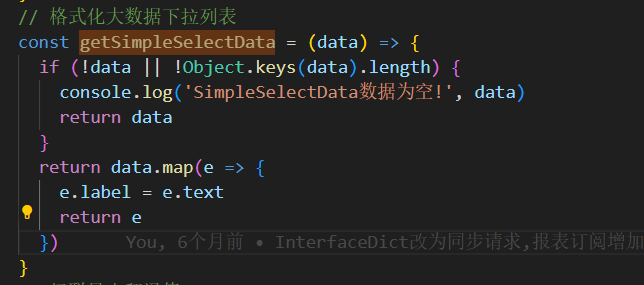 // 格式化大数据下拉列表
const getSimpleSelectData = (data) => {
if (!data || !Object.keys(data).length) {
console.log('SimpleSelectData数据为空!', data)
return data
}
return data.map(e => {
e.label = e.text
return e
}) You, 6个月前 • InterfaceDict改为同步请求,报表订阅增加
}